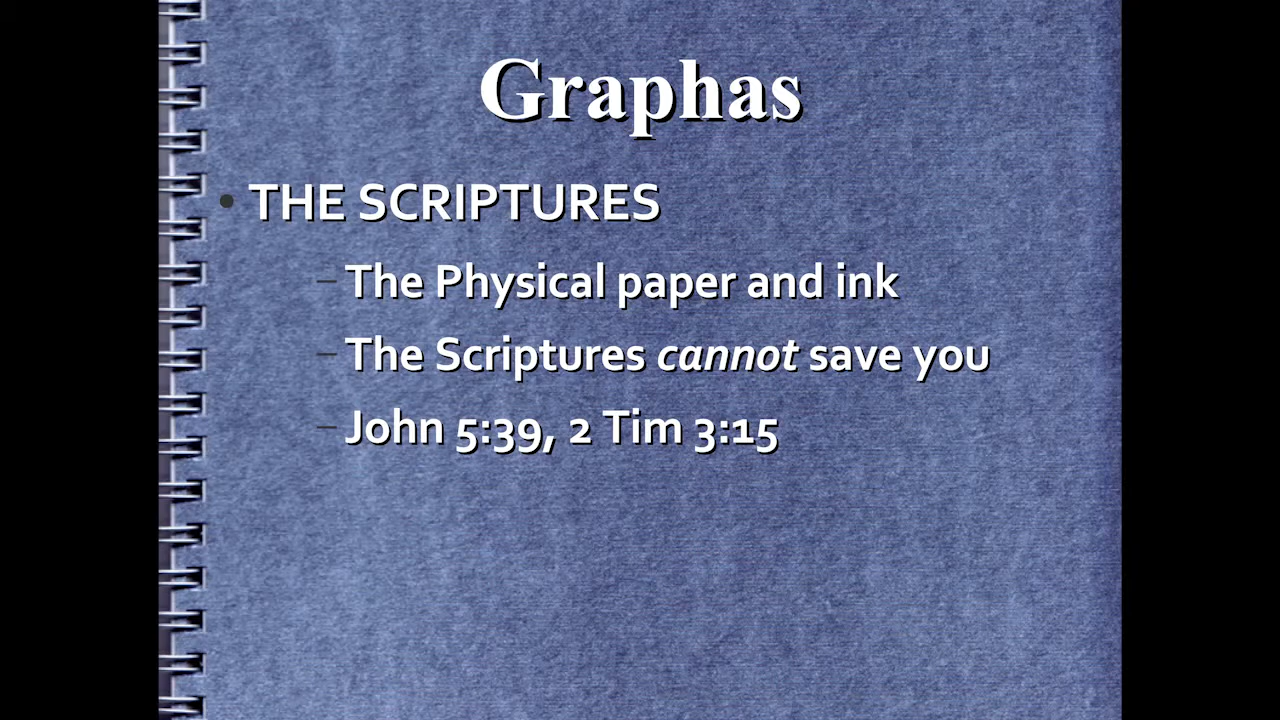 Graphas
• THE SCRIPTURES
– The Physical paper and ink
– The Scriptures cannot save you
– John 5:39, 2 Tim 3:15